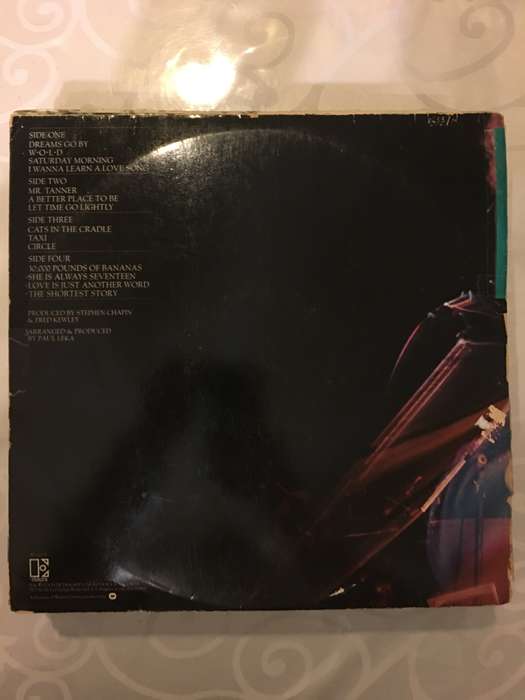 SIDE ONE
DREAMS GO BY
W·O·L·D
SATURDAY MORNING
I WANNA LEARN A LOVE SONG
SIDE TWO
MR. TANNER
A BETTER PLACE TO BE
LET TIME GO LIGHTLY
SIDE THREE
CATS IN THE CRADLE
TAXI
CIRCLE
SIDE FOUR
30,000 POUNDS OF BANANAS
·SHE IS ALWAYS SEVENTEEN
·LOVE IS JUST ANOTHER WORD
·THE SHORTEST STORY
PRODUCED BY STEPHEN CHAPIN
& FRED KEWLEY
§ARRANGED & PRODUCED
BY PAUL LEKA